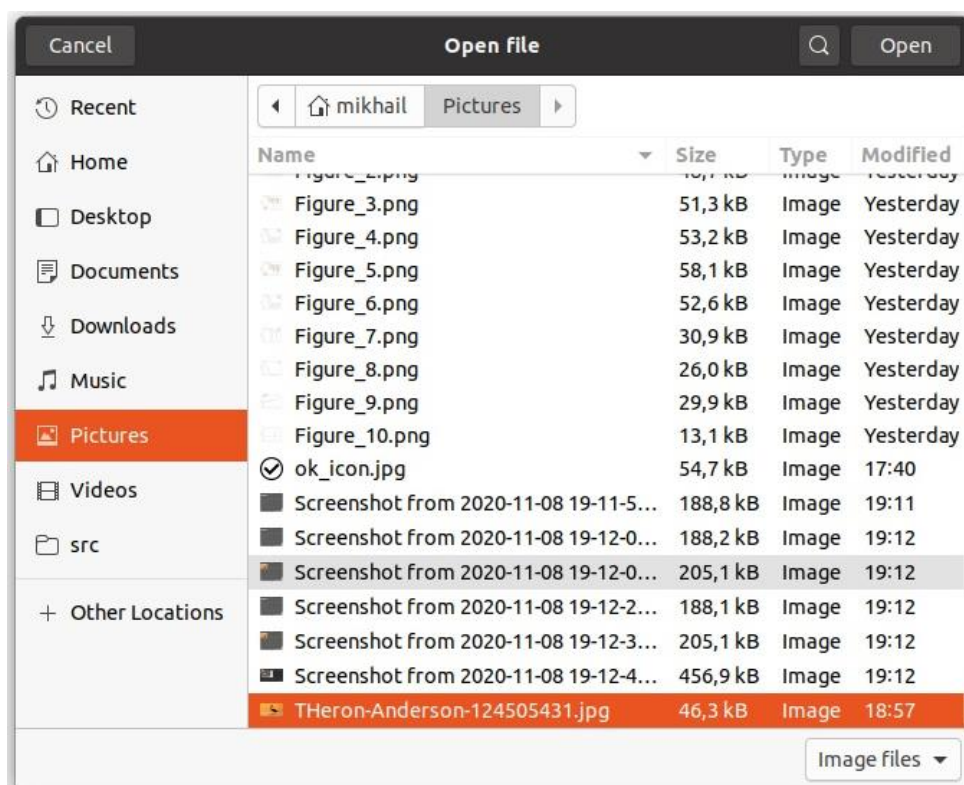 Cancel
Open file
Open
Recent
Home
Desktop
Documents
Downloads
Music
Pictures
Videos
src
+ Other Locations
mikhail Pictures
Name Size Type Modified
Figure_2.png Image Yesterday
Figure_3.png 51,3 kB Image Yesterday
Figure_4.png 53,2 kB Image Yesterday
Figure_5.png 58,1 kB Image Yesterday
Figure_6.png 52,6 kB Image Yesterday
Figure_7.png 30,9 kB Image Yesterday
Figure_8.png 26,0 kB Image Yesterday
Figure_9.png 29,9 kB Image Yesterday
Figure_10.png 13,1 kB Image Yesterday
ok_icon.jpg 54,7 kB Image 17:40
Screenshot from 2020-11-08 19-11-5... 188,8 kB Image 19:11
Screenshot from 2020-11-08 19-12-0... 188,2 kB Image 19:12
Screenshot from 2020-11-08 19-12-0... 205,1 kB Image 19:12
Screenshot from 2020-11-08 19-12-2... 188,1 kB Image 19:12
Screenshot from 2020-11-08 19-12-3... 205,1 kB Image 19:12
Screenshot from 2020-11-08 19-12-4... 456,9 kB Image 19:12
THeron-Anderson-124505431.jpg 46,3 kB Image 18:57
Image files